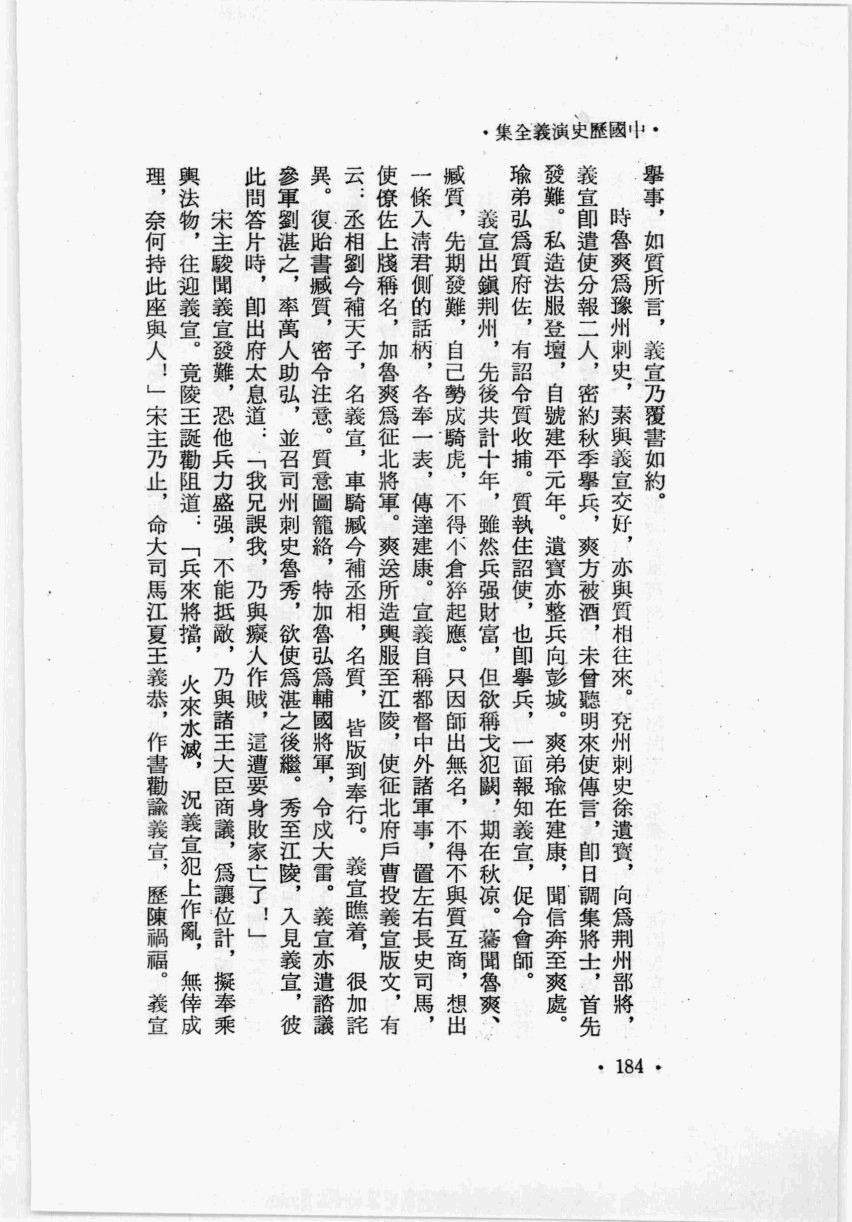 ·中國歷史演義全集·
擧事，如質所言，義宣乃覆書如約。
時魯爽爲豫州刺史，素與義宣交好，亦與質相往來。兗州刺史徐遺寶，向爲荆州部將，
義宣卽遣使分報二人，密約秋季擧兵，爽方被酒，未曾聽明來使傳言，卽日調集將士，首先
發難。私造法服登壇，自號建平元年。遺寶亦整兵向彭城。爽弟瑜在建康，聞信奔至爽處。
瑜弟弘爲質府佐，有詔令質收捕。質執住詔使，也卽擧兵，一面報知義宣，促令會師。
義宣出鎭荆州，先後共計十年，雖然兵强財富，但欲稱戈犯闕，期在秋凉。驀聞魯爽、
臧質，先期發難，自己勢成騎虎，不得不倉猝起應。只因師出無名，不得不與質互商，想出
一條入淸君側的話柄，各奉一表，傳達建康。宣義自稱都督中外諸軍事，置左右長史司馬，
使僚佐上牋稱名，加魯爽爲征北將軍。爽送所造輿服至江陵，使征北府戶曹投義宣版文，有
云：丞相劉今補天子，名義宣，車騎臧今補丞相，名質，皆版到奉行。義宣瞧着，很加詫
異。復貽書臧質，密令注意。質意圖籠絡，特加魯弘爲輔國將軍，令戍大雷。義宣亦遣諮議
參軍劉湛之，率萬人助弘，並召司州刺史魯秀，欲使爲湛之後繼。秀至江陵，入見義宣，彼
此問答片時，卽出府太息道：「我兄誤我，乃與癡人作賊，這遭要身敗家亡了！」
宋主駿聞義宣發難，恐他兵力盛强，不能抵敵，乃與諸王大臣商議，爲讓位計，擬奉乘
輿法物，往迎義宣。竟陵王誕勸阻道：「兵來將擋，火來水滅，況義宣犯上作亂，無倖成
理，奈何持此座與人！」宋主乃止，命大司馬江夏王義恭，作書勸諭義宣，歷陳禍福。義宣
·184·